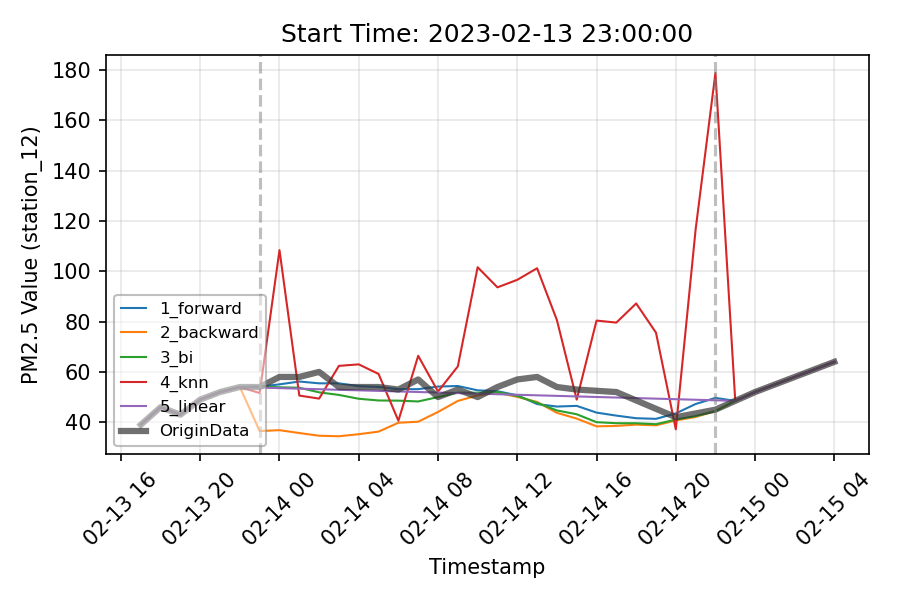 Start Time: 2023-02-13 23:00:00
PM2.5 Value (station_12)
180
160
140
120
100
80
60
40
1_forward
2_backward
3_bi
4_knn
5_linear
OriginData
02-13 16
02-13 20
02-14 00
02-14 04
02-14 08
02-14 12
02-14 16
02-14 20
02-15 00
02-15 04
Timestamp